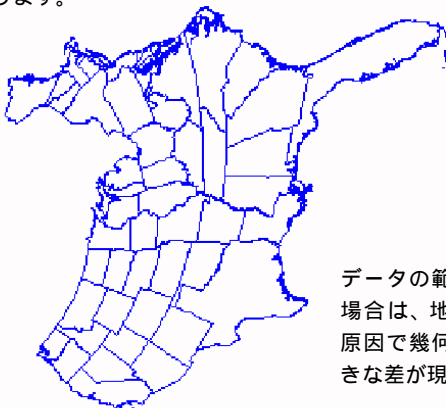 します。
データの範
場合は、地
原因で幾何
きな差が現